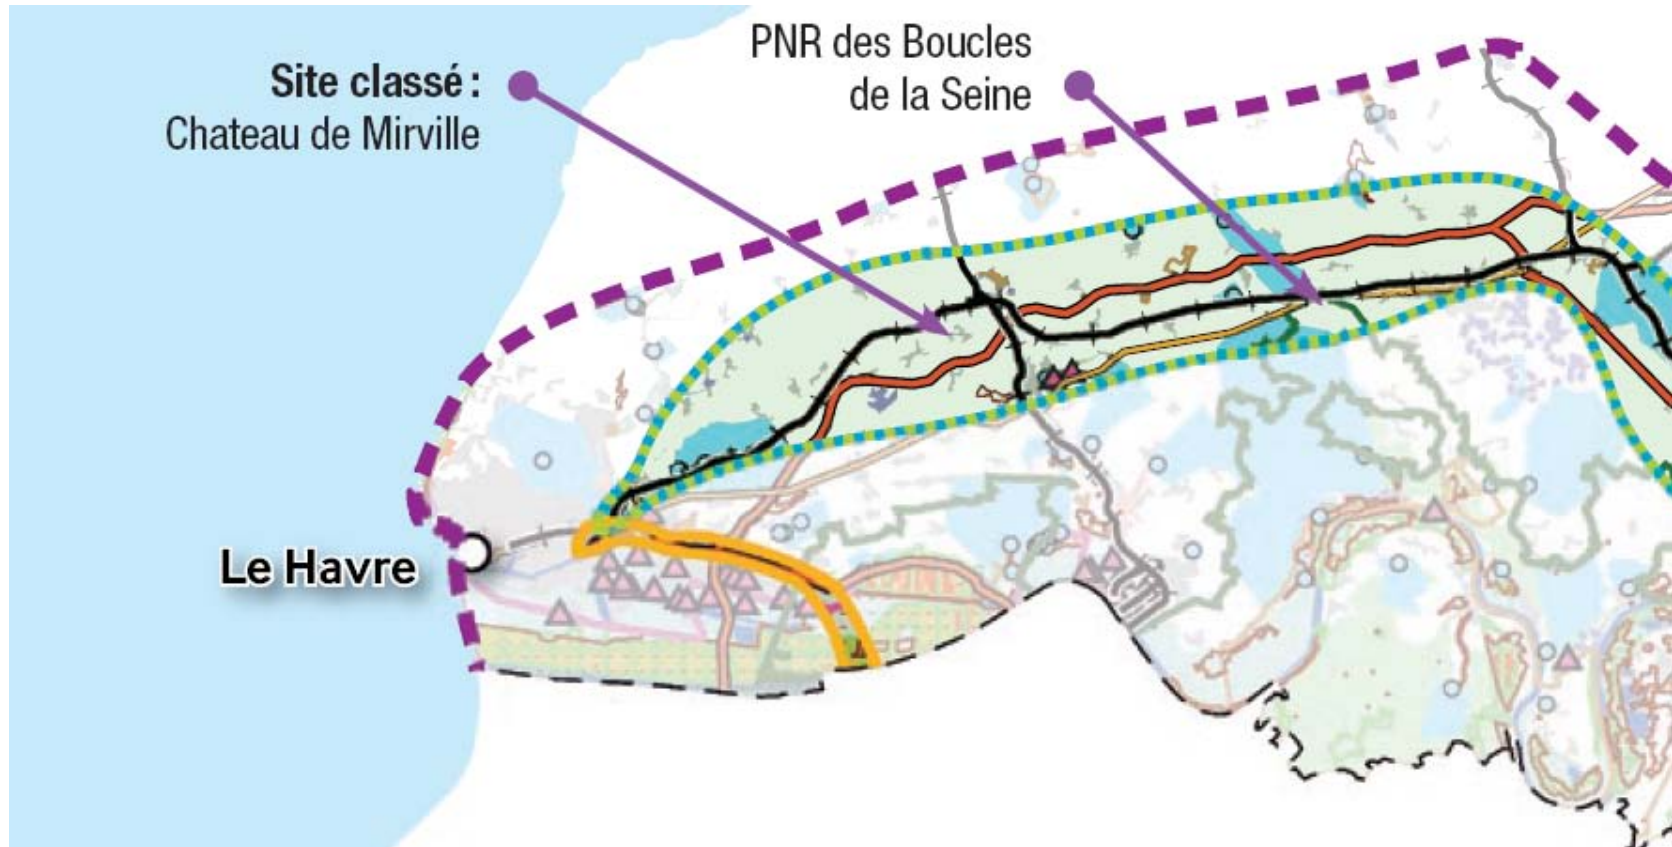 Site classé :
Chateau de Mirville
PNR des Boucles
de la Seine
Le Havre